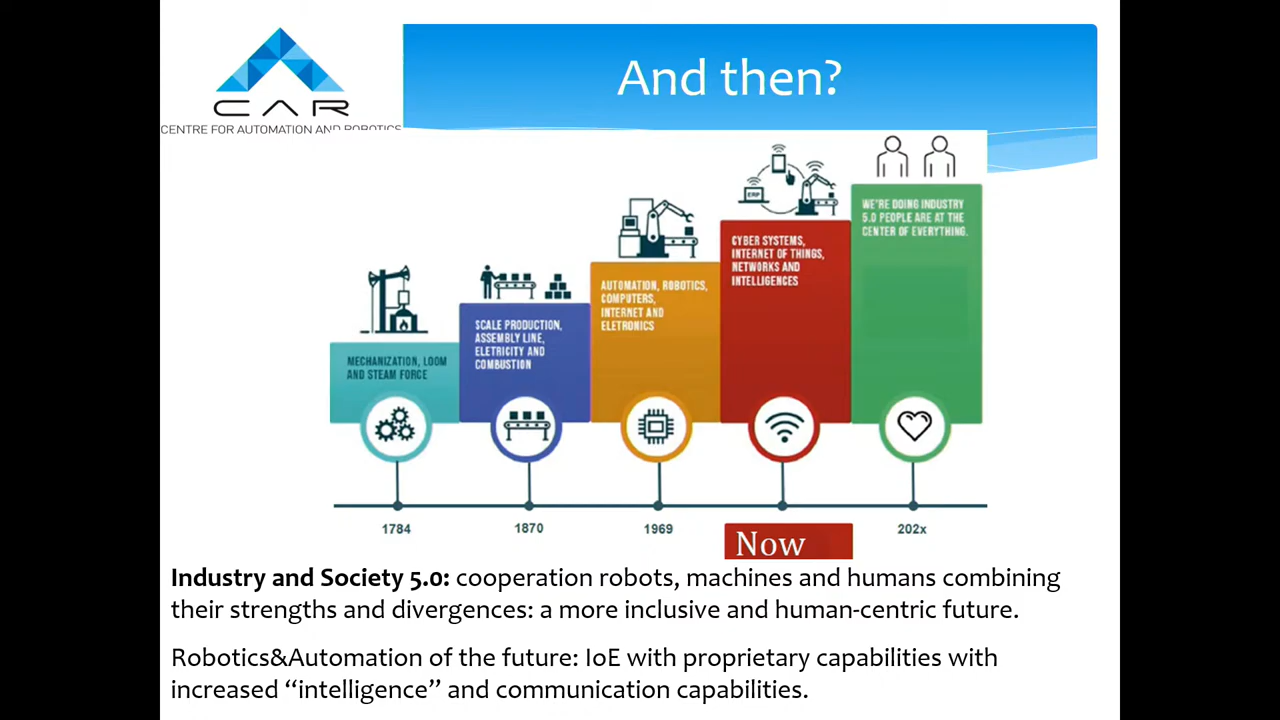 CAR
CENTRE FOR AUTOMATION AND ROBOTICS
And then?
ERP
WE'RE DOING INDUSTRY
5.0 PEOPLE ARE AT THE
CENTER OF EVERYTHING.
CYBER SYSTEMS,
INTERNET OF THINGS,
NETWORKS AND
INTELLIGENCES
AUTOMATION, ROBOTICS,
COMPUTERS,
INTERNET AND
ELETRONICS
SCALE PRODUCTION,
ASSEMBLY LINE,
ELETRICITY AND
COMBUSTION
MECHANIZATION, LOOM
AND STEAM FORCE
1784
1870
1969
Now
202x
Industry and Society 5.0: cooperation robots, machines and humans combining
their strengths and divergences: a more inclusive and human-centric future.
Robotics&Automation of the future: IoE with proprietary capabilities with
increased “intelligence” and communication capabilities.